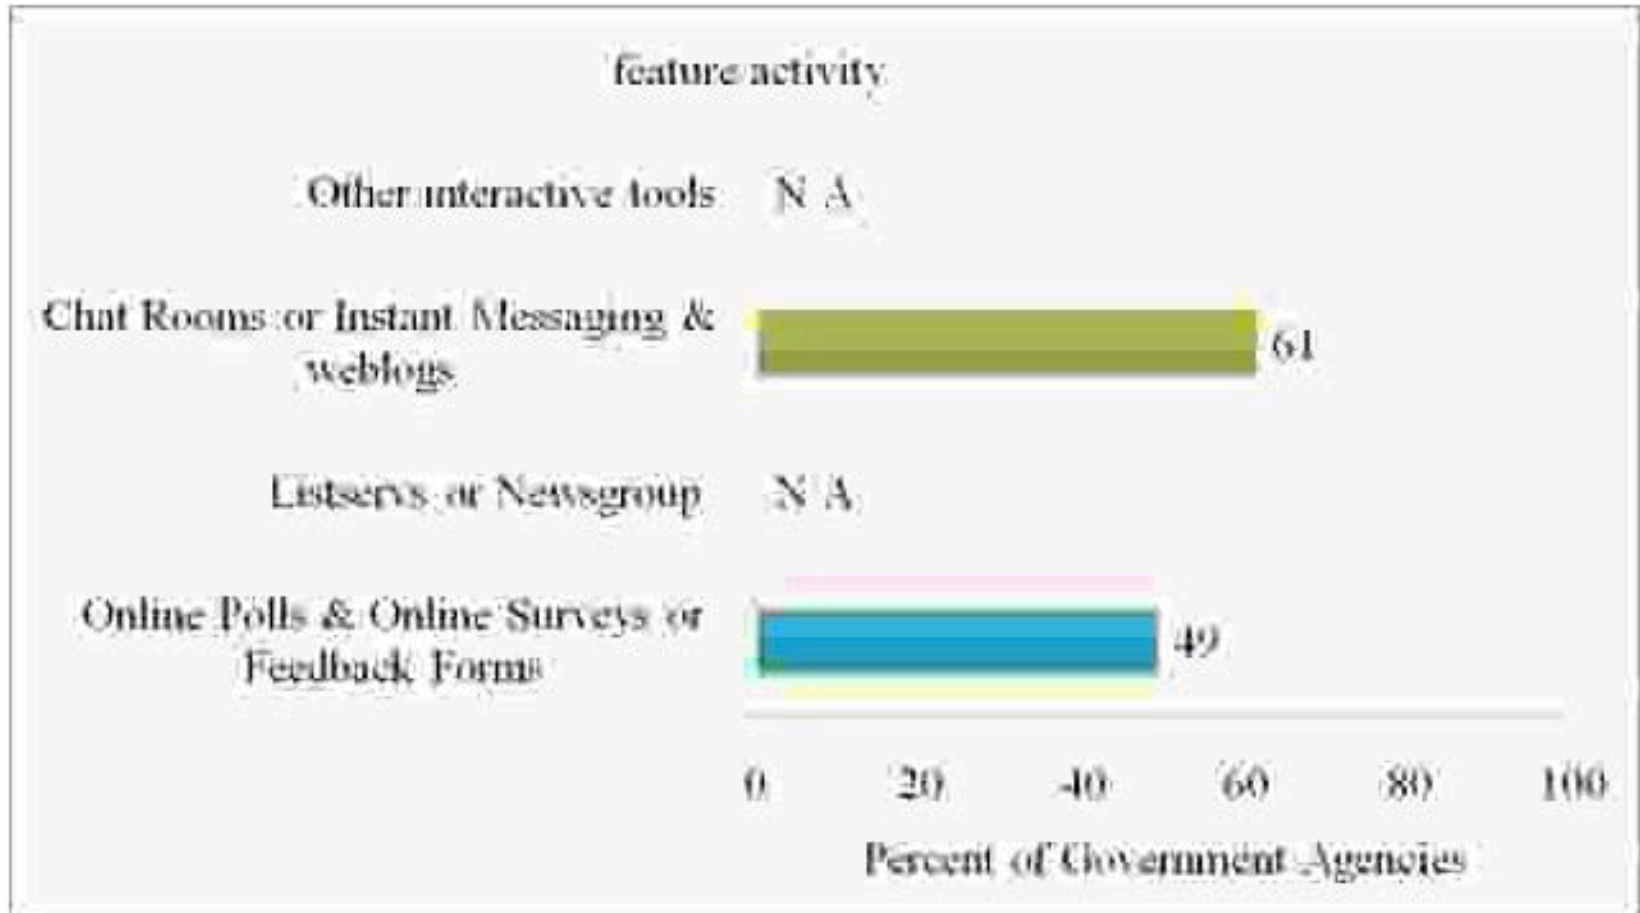 feature activity
Other interactive tools N A
Chat Rooms or Instant Messaging &
weblogs
61
Listservs or Newsgroup N A
Online Polls & Online Surveys or
Feedback Forms
49
0 20 40 60 80 100
Percent of Government Agencies